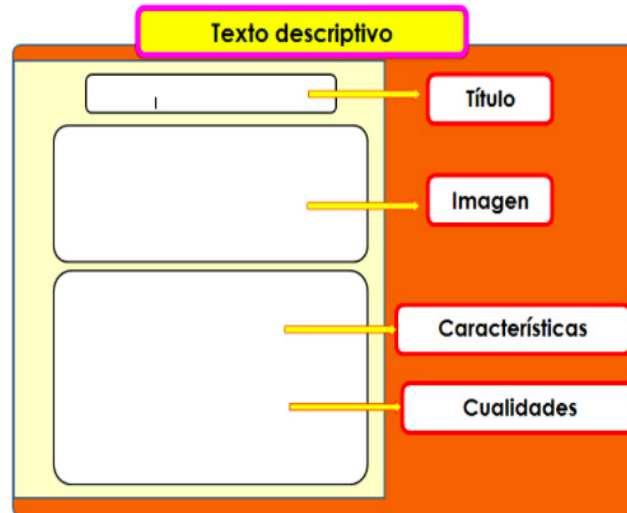 Texto descriptivo
Título
Imagen
Características
Cualidades